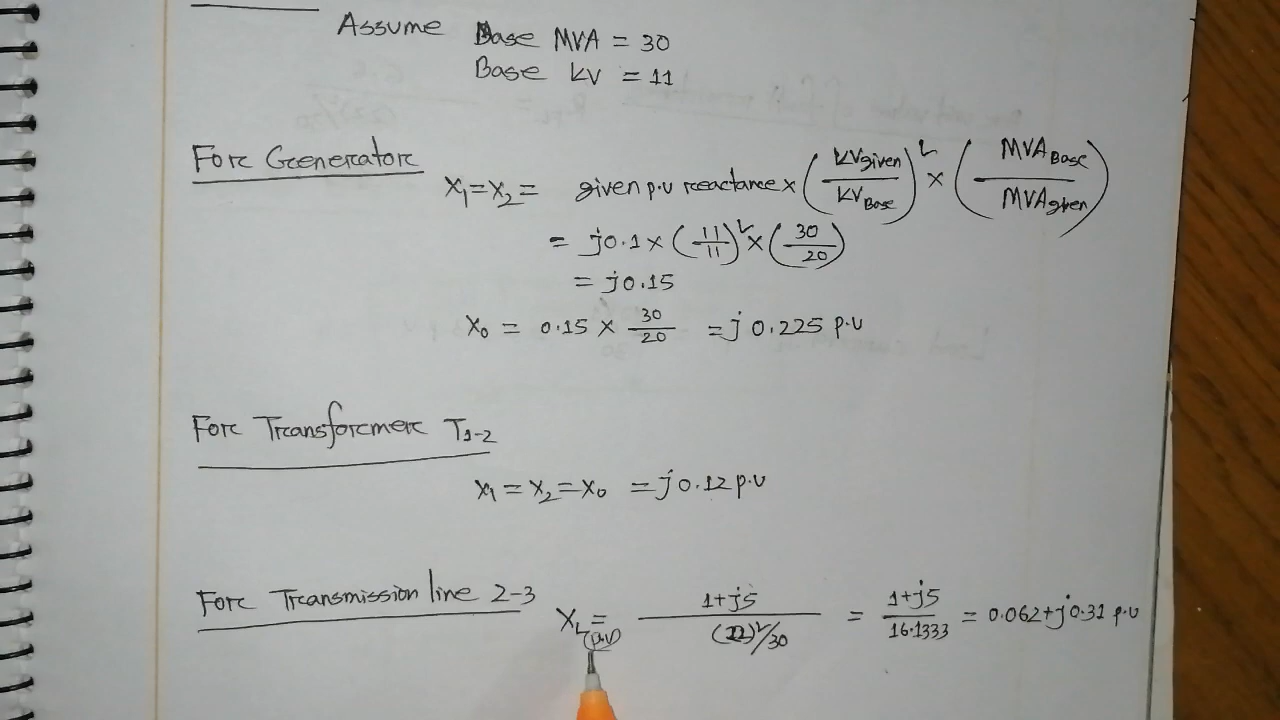 Assume Base MVA = 30
Base kV = 11
For Generator
X₁=X₂= given p.u reactance × (kVgiven/kVBase)² × (MVABase/MVAgiven)
= j0.1 × (11/11)² × (30/20)
= j0.15
X₀ = 0.15 × 30/20 = j 0.225 p.u
For Transformer T1-2
X₁ = X₂ = X₀ = j0.12 p.u
For Transmission line 2-3
X_L(p.u) = 1+j5/(22)²/30 = 1+j5/16.1333 = 0.062+j0.31 p.u